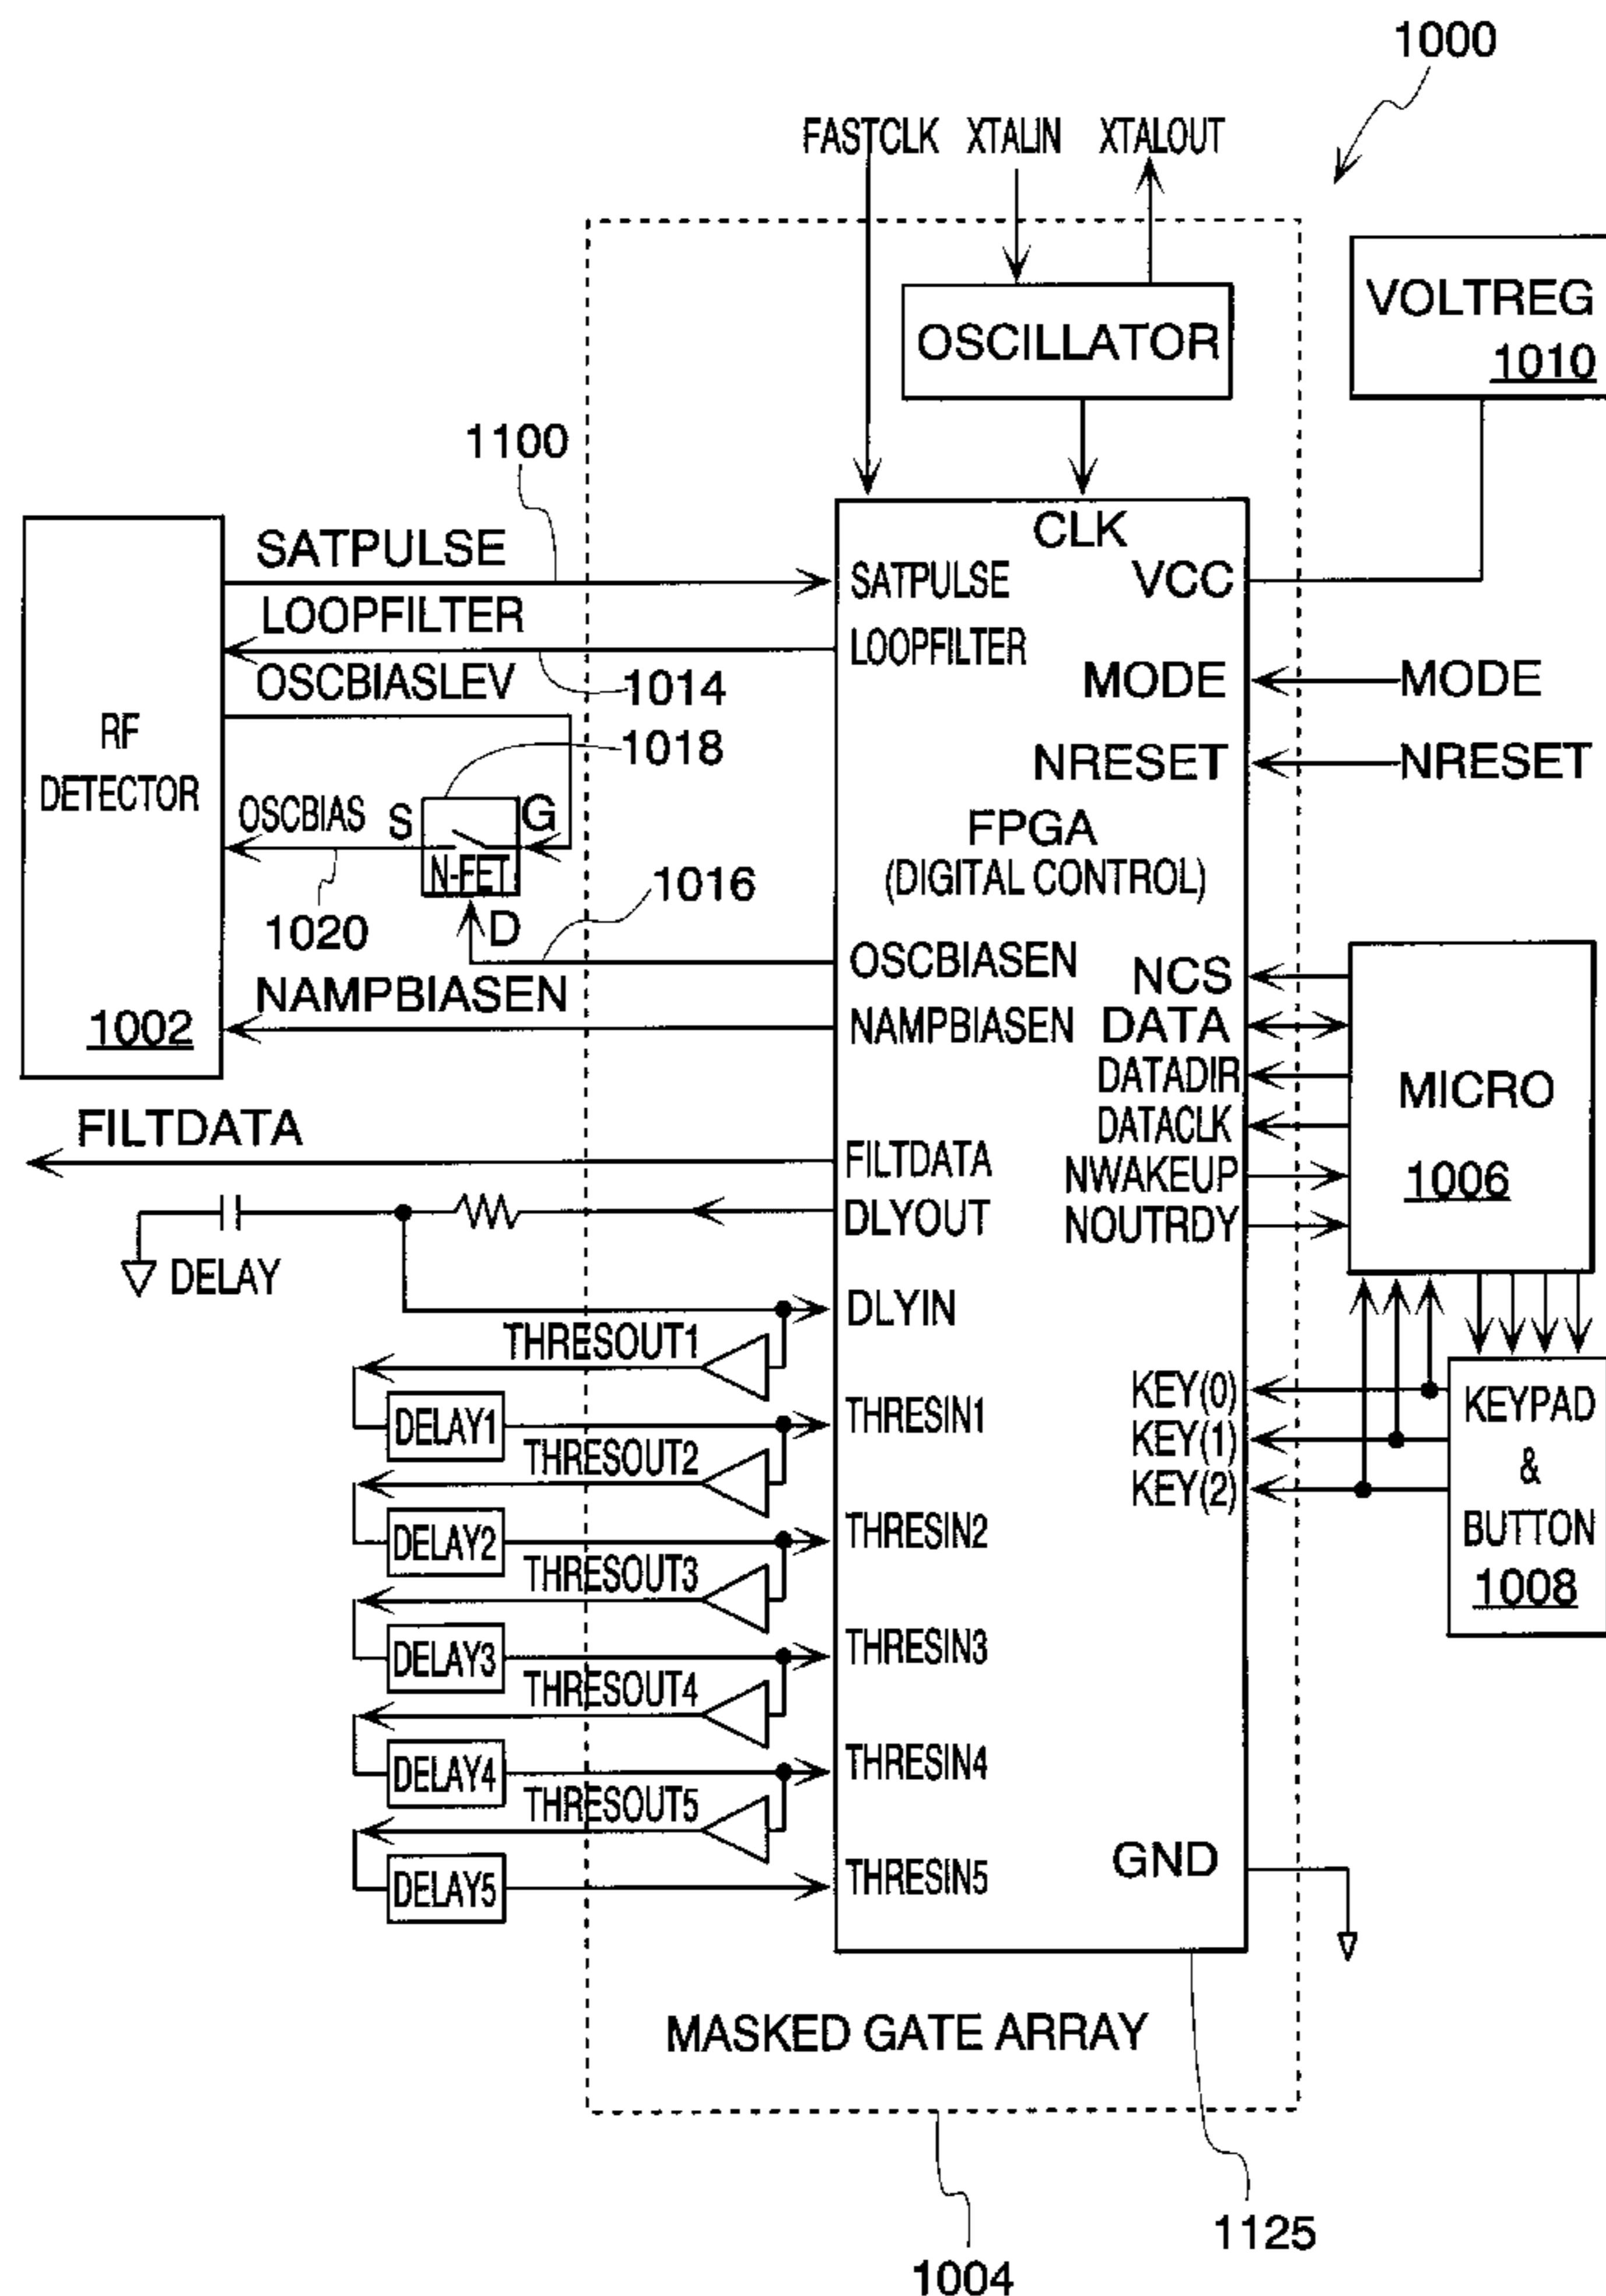 1000
FASTCLK XTALIN XTALOUT
OSCILLATOR
VOLTREG
1010
1100
CLK
SATPULSE
SATPULSE
VCC
LOOPFILTER
LOOPFILTER
OSCBIASLEV
1014
MODE
MODE
RF
DETECTOR
1018
NRESET
NRESET
OSCBIAS
S
G
N-FET
FPGA
(DIGITAL CONTROL)
1016
1020
D
OSCBIASEN
NCS
NAMPBIASEN
NAMPBIASEN
DATA
1002
DATADIR
MICRO
DATACLK
FILTDATA
FILTDATA
NWAKEUP
1006
DLYOUT
NOUTRDY
DELAY
DLYIN
THRESOUT1
KEY(0)
KEYPAD
DELAY1
THRESIN1
KEY(1)
THRESOUT2
&
KEY(2)
DELAY2
THRESIN2
BUTTON
THRESOUT3
1008
DELAY3
THRESIN3
THRESOUT4
DELAY4
THRESIN4
THRESOUT5
GND
DELAY5
THRESIN5
MASKED GATE ARRAY
1125
1004